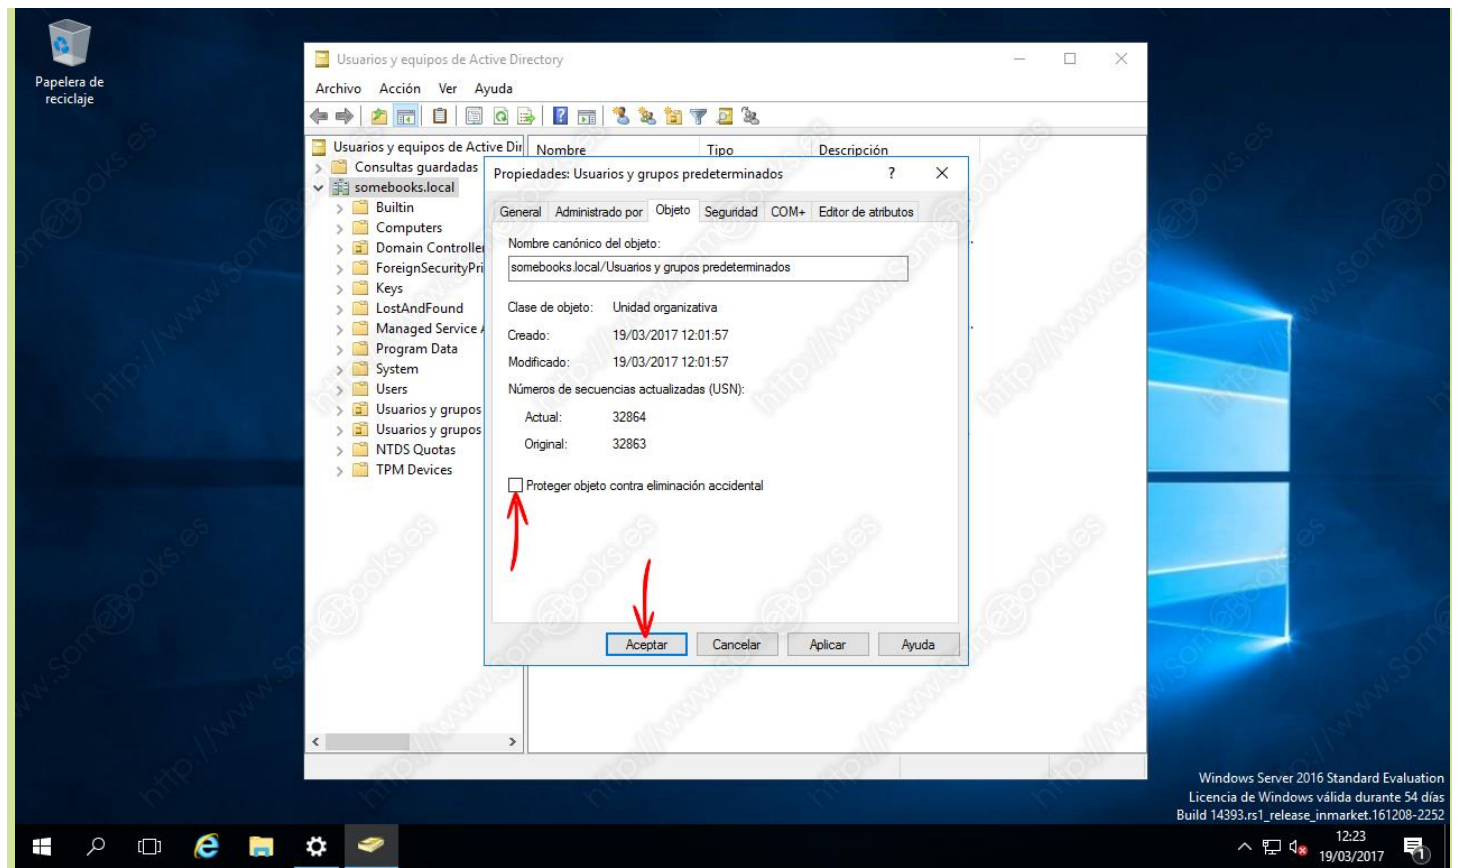 Papelera de
reciclaje
Usuarios y equipos de Active Directory
Archivo Acción Ver Ayuda
Usuarios y equipos de Active Dir
Consultas guardadas
somebooks.local
Builtin
Computers
Domain Controller
ForeignSecurityPri
Keys
LostAndFound
Managed Service A
Program Data
System
Users
Usuarios y grupos
Usuarios y grupos
NTDS Quotas
TPM Devices
Nombre Tipo Descripción
Propiedades: Usuarios y grupos predeterminados
General Administrado por Objeto Seguridad COM+ Editor de atributos
Nombre canónico del objeto:
somebooks.local/Usuarios y grupos predeterminados
Clase de objeto: Unidad organizativa
Creado: 19/03/2017 12:01:57
Modificado: 19/03/2017 12:01:57
Números de secuencias actualizadas (USN):
Actual: 32864
Original: 32863
Proteger objeto contra eliminación accidental
Aceptar Cancelar Aplicar Ayuda
Windows Server 2016 Standard Evaluation
Licencia de Windows válida durante 54 días
Build 14393.rs1_release_inmarket.161208-2252
12:23
19/03/2017
1
http://www.SomeBooks.es